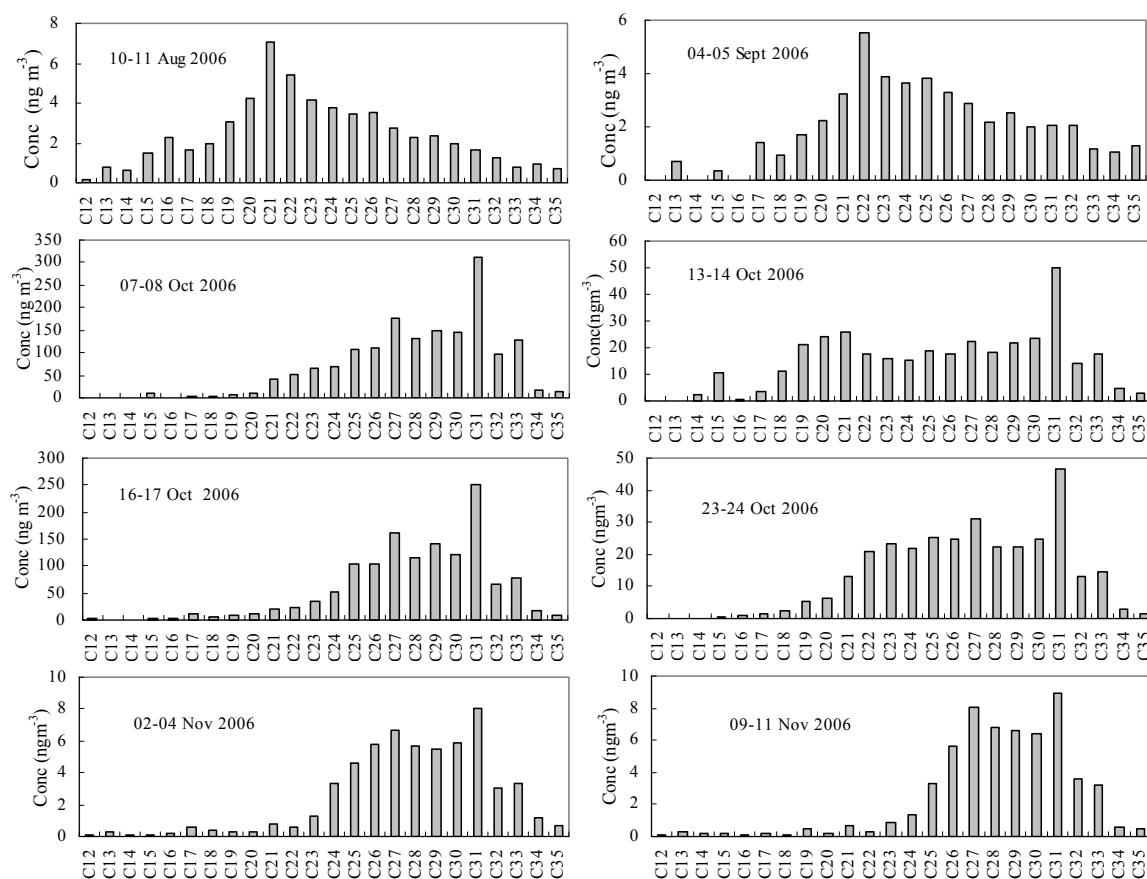 10-11 Aug 2006
Conc (ng m-3)
8
6
4
2
0
C12 C13 C14 C15 C16 C17 C18 C19 C20 C21 C22 C23 C24 C25 C26 C27 C28 C29 C30 C31 C32 C33 C34 C35
04-05 Sept 2006
Conc (ng m-3)
6
4
2
0
C12 C13 C14 C15 C16 C17 C18 C19 C20 C21 C22 C23 C24 C25 C26 C27 C28 C29 C30 C31 C32 C33 C34 C35
07-08 Oct 2006
Conc (ng m-3)
350
300
250
200
150
100
50
0
C12 C13 C14 C15 C16 C17 C18 C19 C20 C21 C22 C23 C24 C25 C26 C27 C28 C29 C30 C31 C32 C33 C34 C35
13-14 Oct 2006
Conc(ngm-3)
60
50
40
30
20
10
0
C12 C13 C14 C15 C16 C17 C18 C19 C20 C21 C22 C23 C24 C25 C26 C27 C28 C29 C30 C31 C32 C33 C34 C35
16-17 Oct 2006
Conc (ng m-3)
300
250
200
150
100
50
0
C12 C13 C14 C15 C16 C17 C18 C19 C20 C21 C22 C23 C24 C25 C26 C27 C28 C29 C30 C31 C32 C33 C34 C35
23-24 Oct 2006
Conc (ngm-3)
50
40
30
20
10
0
C12 C13 C14 C15 C16 C17 C18 C19 C20 C21 C22 C23 C24 C25 C26 C27 C28 C29 C30 C31 C32 C33 C34 C35
02-04 Nov 2006
Conc (ngm-3)
10
8
6
4
2
0
C12 C13 C14 C15 C16 C17 C18 C19 C20 C21 C22 C23 C24 C25 C26 C27 C28 C29 C30 C31 C32 C33 C34 C35
09-11 Nov 2006
Conc (ngm-3)
10
8
6
4
2
0
C12 C13 C14 C15 C16 C17 C18 C19 C20 C21 C22 C23 C24 C25 C26 C27 C28 C29 C30 C31 C32 C33 C34 C35